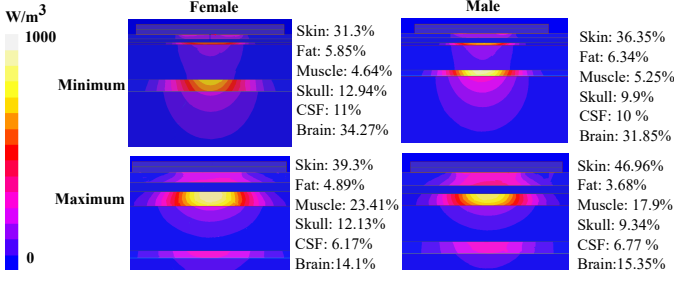 Female
Male
W/m3
1000
0
Minimum
Skin: 31.3%
Fat: 5.85%
Muscle: 4.64%
Skull: 12.94%
CSF: 11%
Brain: 34.27%
Skin: 36.35%
Fat: 6.34%
Muscle: 5.25%
Skull: 9.9%
CSF: 10 %
Brain: 31.85%
Maximum
Skin: 39.3%
Fat: 4.89%
Muscle: 23.41%
Skull: 12.13%
CSF: 6.17%
Brain:14.1%
Skin: 46.96%
Fat: 3.68%
Muscle: 17.9%
Skull: 9.34%
CSF: 6.77 %
Brain:15.35%